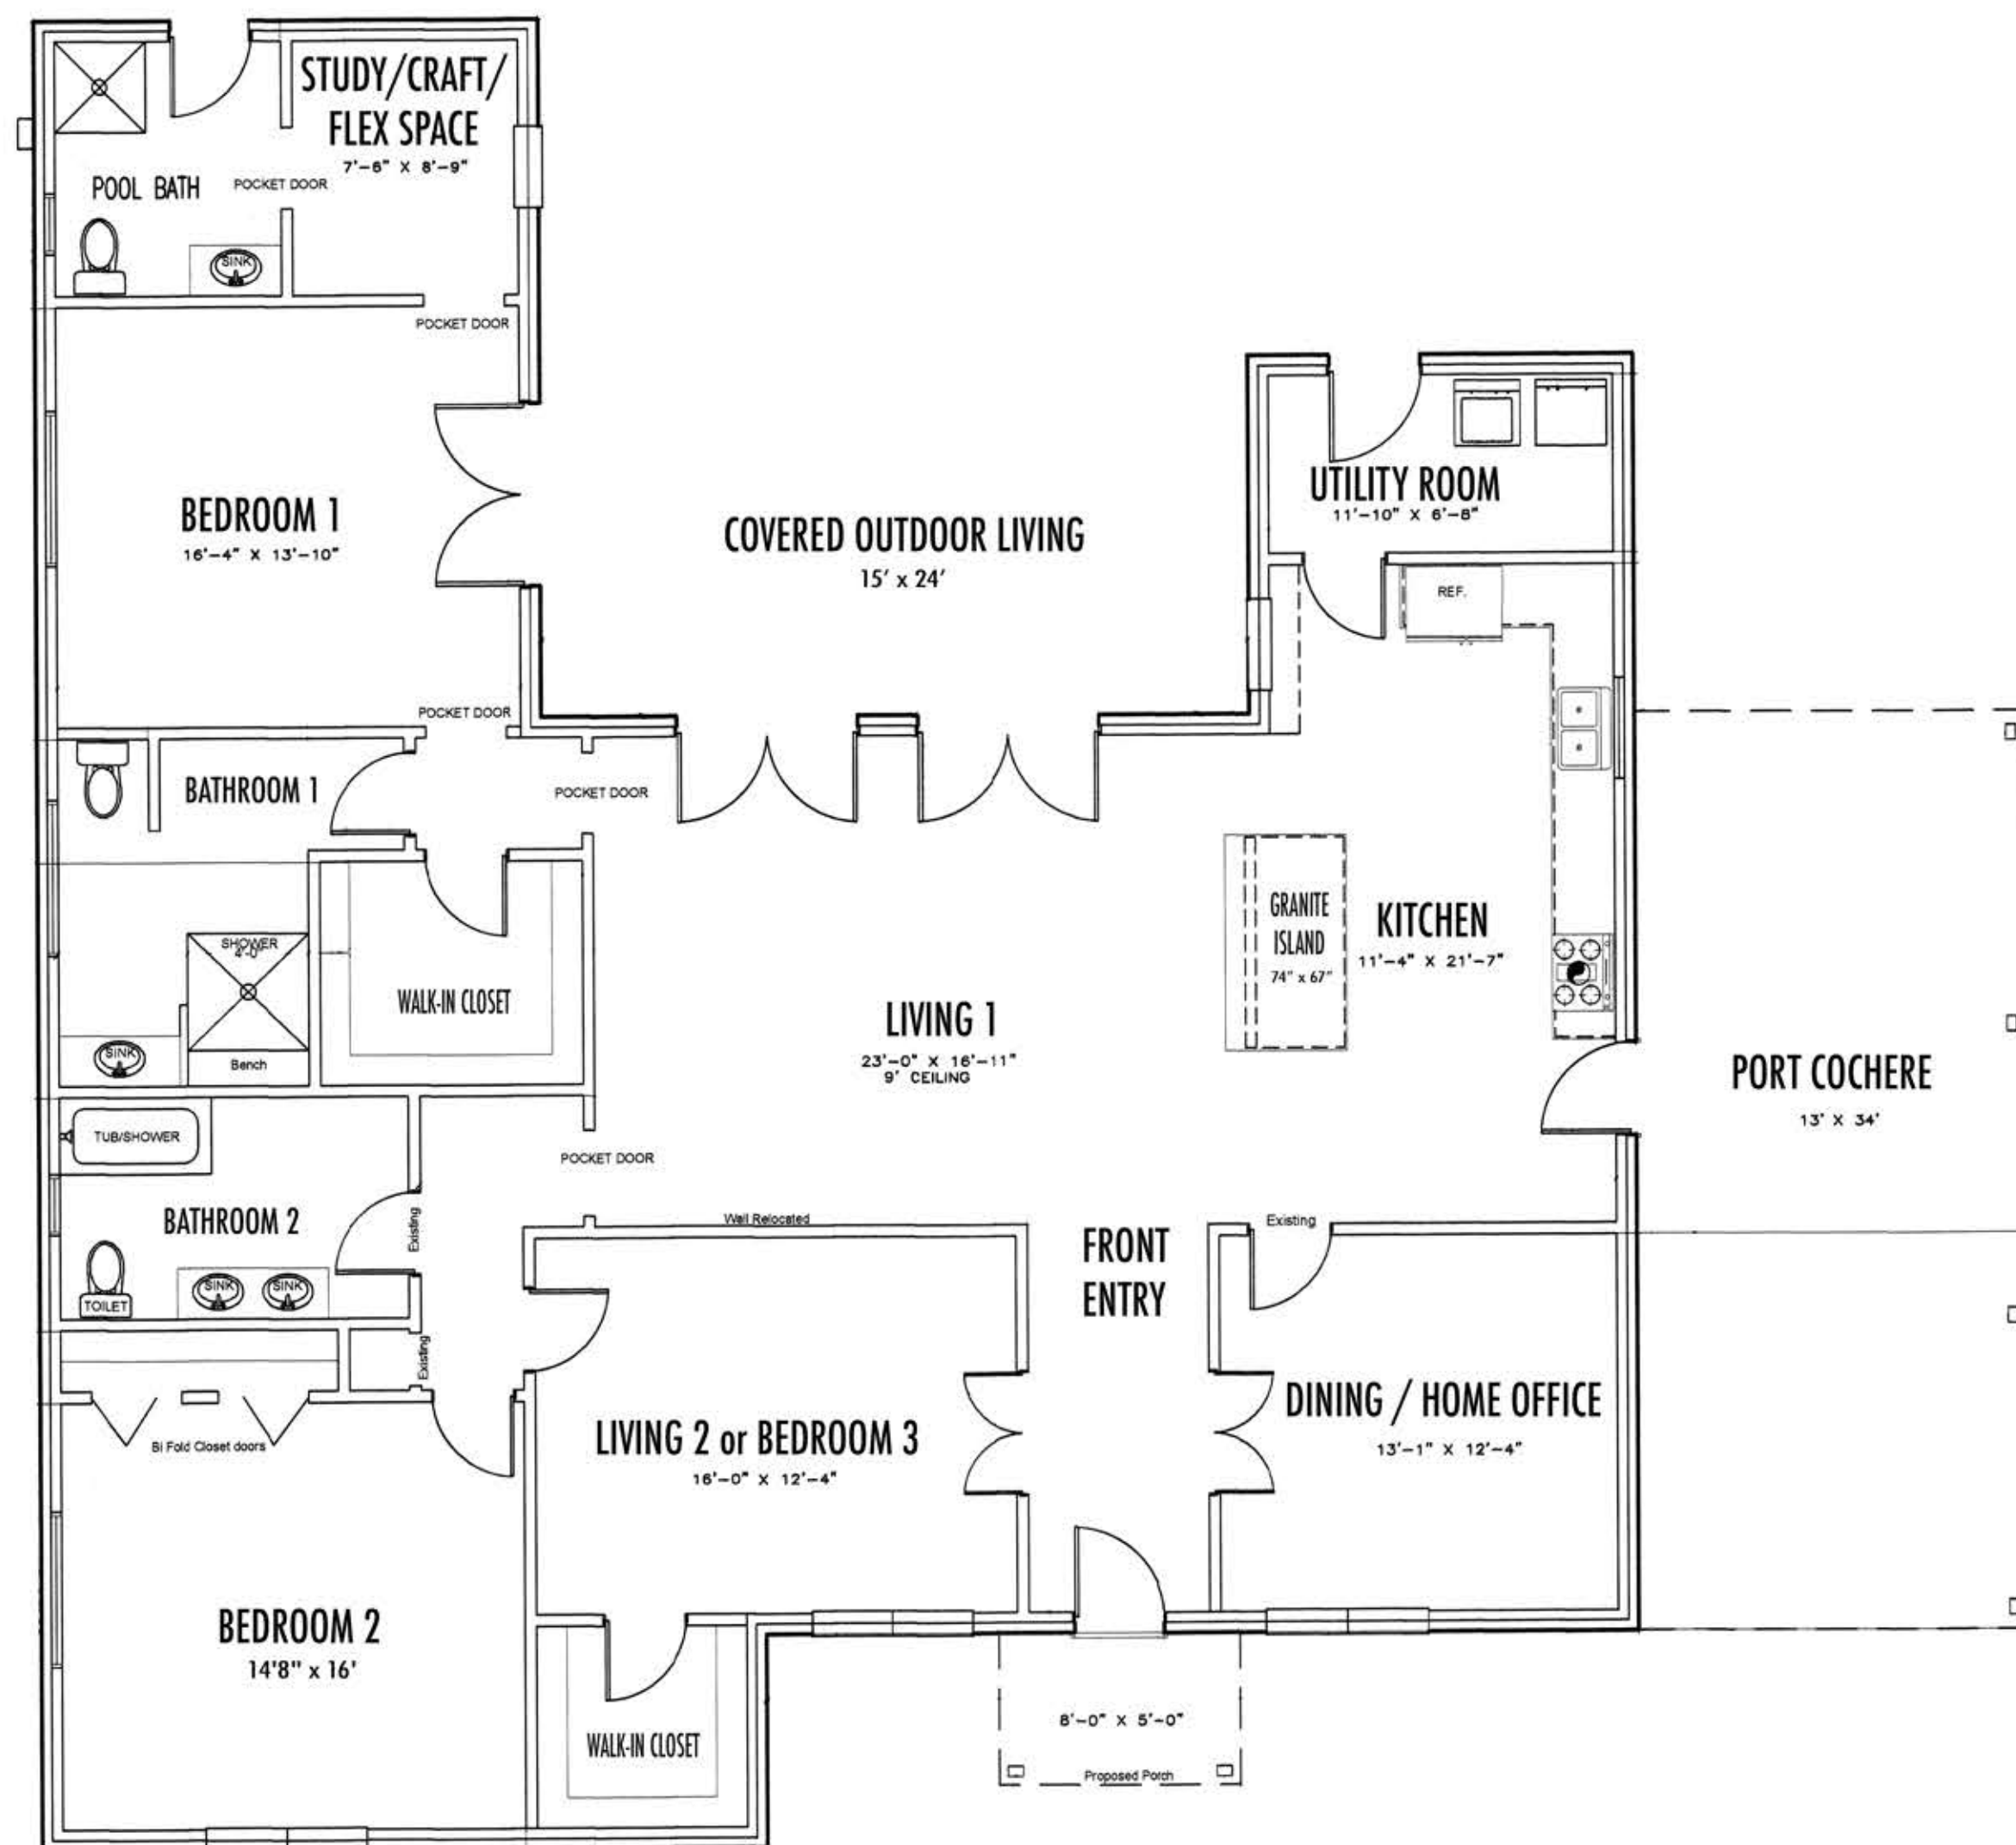 STUDY/CRAFT/
FLEX SPACE
7'-6" X 8'-9"
POOL BATH
POCKET DOOR
SINK
POCKET DOOR
BEDROOM 1
16'-4" X 13'-10"
COVERED OUTDOOR LIVING
15' x 24'
UTILITY ROOM
11'-10" X 6'-8"
REF.
POCKET DOOR
BATHROOM 1
POCKET DOOR
SHOWER
4'-0"
WALK-IN CLOSET
SINK
Bench
LIVING 1
23'-0" X 16'-11"
9' CEILING
GRANITE
ISLAND
74" x 67"
KITCHEN
11'-4" X 21'-7"
PORT COCHERE
13' X 34'
TUB/SHOWER
POCKET DOOR
BATHROOM 2
Existing
TOILET
SINK
SINK
Existing
Wall Relocated
FRONT
ENTRY
Existing
DINING / HOME OFFICE
13'-1" X 12'-4"
Bi Fold Closet doors
LIVING 2 or BEDROOM 3
16'-0" X 12'-4"
BEDROOM 2
14'8" x 16'
WALK-IN CLOSET
8'-0" X 5'-0"
Proposed Porch